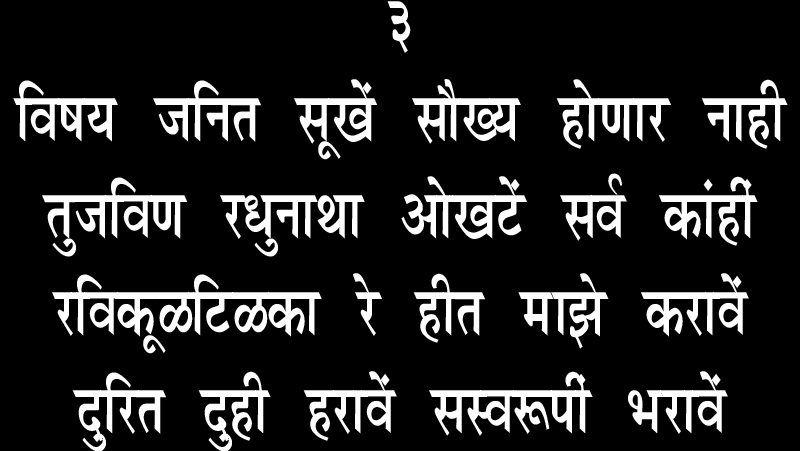 ३
विषय जनित सूखें सौख्य होणार नाही
तुजविण रधुनाथा ओखटें सर्व कांहीं
रविकूळटिळका रे हीत माझे करावें
दुरित दुही हरावें सस्वरूपीं भरावें